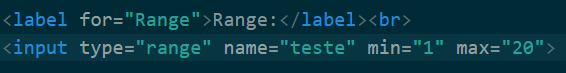 <label for="Range">Range:</label><br>
<input type="range" name="teste" min="1" max="20">